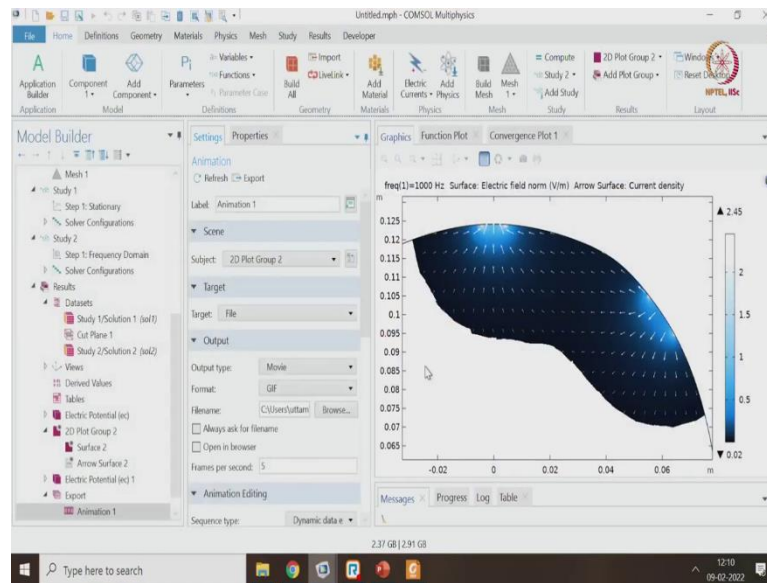 Untitled.mph - COMSOL Multiphysics
File Home Definitions Geometry Materials Physics Mesh Study Results Developer
Application Builder
Component 1
Add Component
Pi
Parameters
a= Variables
Functions
Parameter Case
Build All
Import
LiveLink
Add Material
Electric Currents
Add Physics
Build Mesh
Mesh 1
= Compute
Study 2
Add Study
2D Plot Group 2
Add Plot Group
Reset Desktop
NPTEL, IISc
Application Model Definitions Geometry Materials Physics Mesh Study Results Layout
Model Builder
Mesh 1
Study 1
Step 1: Stationary
Solver Configurations
Study 2
Step 1: Frequency Domain
Solver Configurations
Results
Datasets
Study 1/Solution 1 (sol1)
Cut Plane 1
Study 2/Solution 2 (sol2)
Views
Derived Values
Tables
Electric Potential (ec)
2D Plot Group 2
Surface 2
Arrow Surface 2
Electric Potential (ec) 1
Export
Animation 1
Settings Properties
Animation
Refresh Export
Label: Animation 1
Scene
Subject: 2D Plot Group 2
Target
Target: File
Output
Output type: Movie
Format: GIF
Filename: C:\Users\uttam Browse...
Always ask for filename
Open in browser
Frames per second: 5
Animation Editing
Sequence type: Dynamic data e
Graphics Function Plot Convergence Plot 1
freq(1)=1000 Hz Surface: Electric field norm (V/m) Arrow Surface: Current density
m
0.125
0.12
0.115
0.11
0.105
0.1
0.095
0.09
0.085
0.08
0.075
0.07
0.065
-0.02 0 0.02 0.04 0.06 m
▲ 2.45
2
1.5
1
0.5
▼ 0.02
Messages Progress Log Table
2.37 GB | 2.91 GB
Type here to search
12:10
09-02-2022